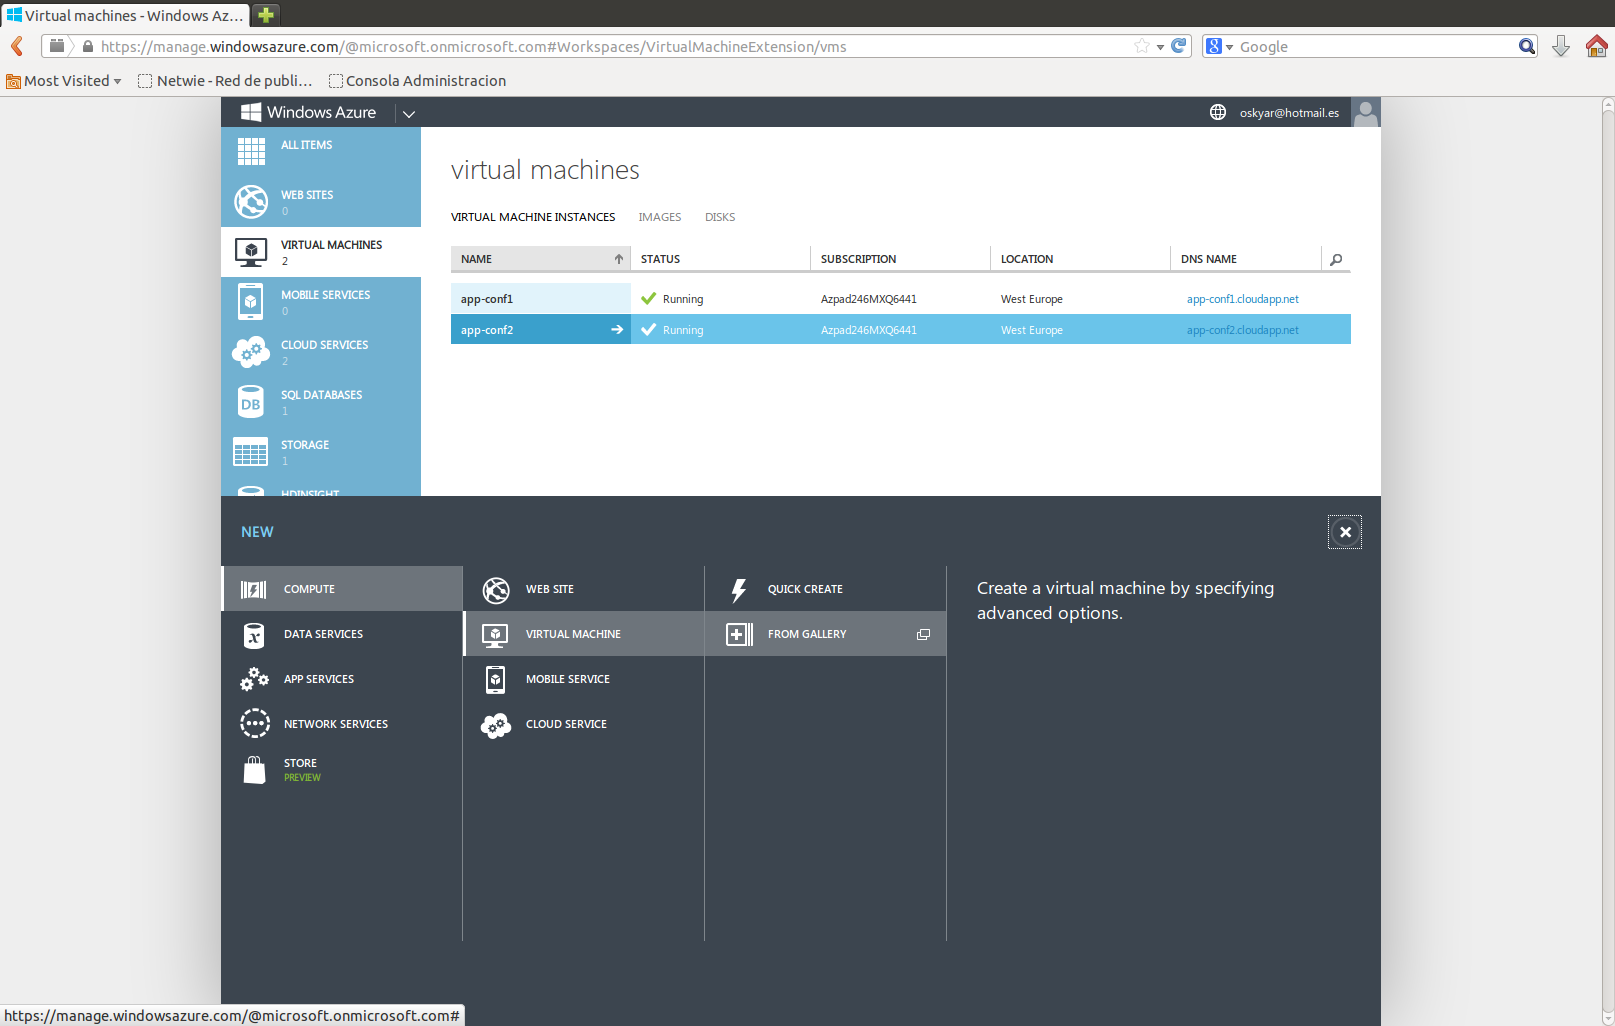 Virtual machines - Windows Az...
https://manage.windowsazure.com/@microsoft.onmicrosoft.com#Workspaces/VirtualMachineExtension/vms
Google
Most Visited
Netwie - Red de publi...
Consola Administracion
Windows Azure
oskyar@hotmail.es
ALL ITEMS
WEB SITES
0
VIRTUAL MACHINES
2
MOBILE SERVICES
0
CLOUD SERVICES
2
SQL DATABASES
1
STORAGE
1
HDINSIGHT
virtual machines
VIRTUAL MACHINE INSTANCES IMAGES DISKS
NAME STATUS SUBSCRIPTION LOCATION DNS NAME
app-conf1 Running Azpad246MXQ6441 West Europe app-conf1.cloudapp.net
app-conf2 Running Azpad246MXQ6441 West Europe app-conf2.cloudapp.net
NEW
COMPUTE
DATA SERVICES
APP SERVICES
NETWORK SERVICES
STORE
PREVIEW
WEB SITE
VIRTUAL MACHINE
MOBILE SERVICE
CLOUD SERVICE
QUICK CREATE
FROM GALLERY
Create a virtual machine by specifying
advanced options.
https://manage.windowsazure.com/@microsoft.onmicrosoft.com#